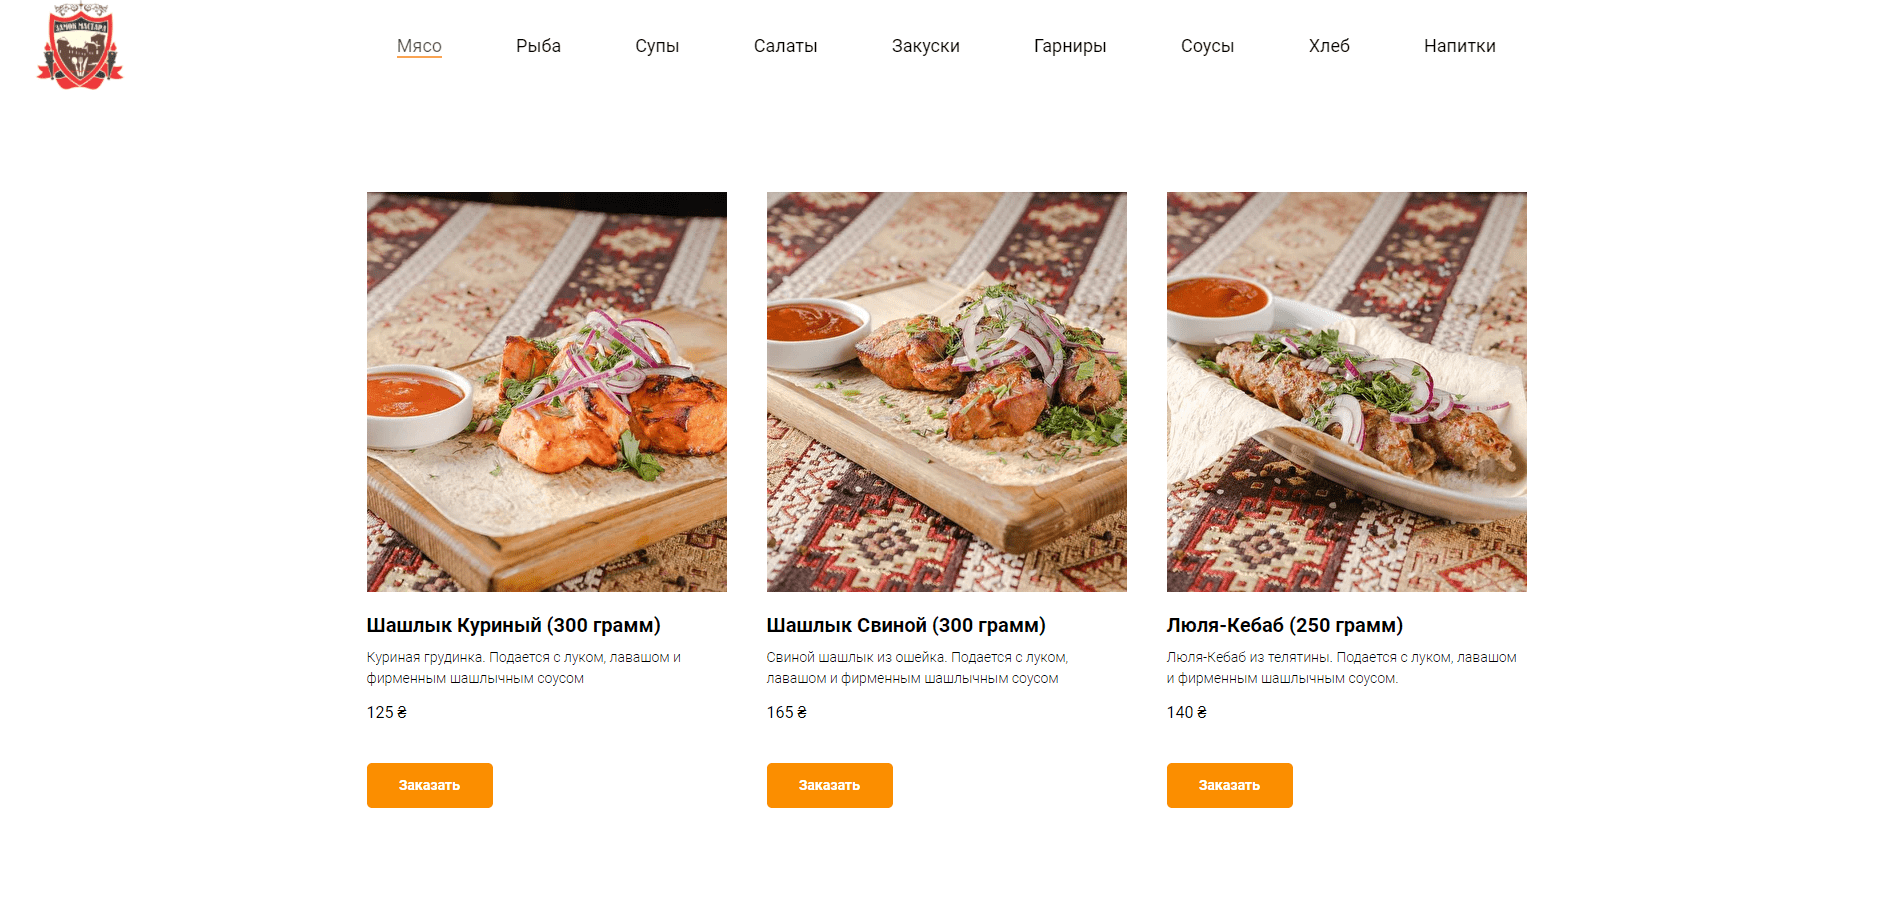 ЗАМОК МАСТАРД
Мясо
Рыба
Супы
Салаты
Закуски
Гарниры
Соусы
Хлеб
Напитки
Шашлык Куриный (300 грамм)
Куриная грудинка. Подается с луком, лавашом и
фирменным шашлычным соусом
125 ₴
Заказать
Шашлык Свиной (300 грамм)
Свиной шашлык из ошейка. Подается с луком,
лавашом и фирменным шашлычным соусом
165 ₴
Заказать
Люля-Кебаб (250 грамм)
Люля-Кебаб из телятины. Подается с луком, лавашом
и фирменным шашлычным соусом.
140 ₴
Заказать